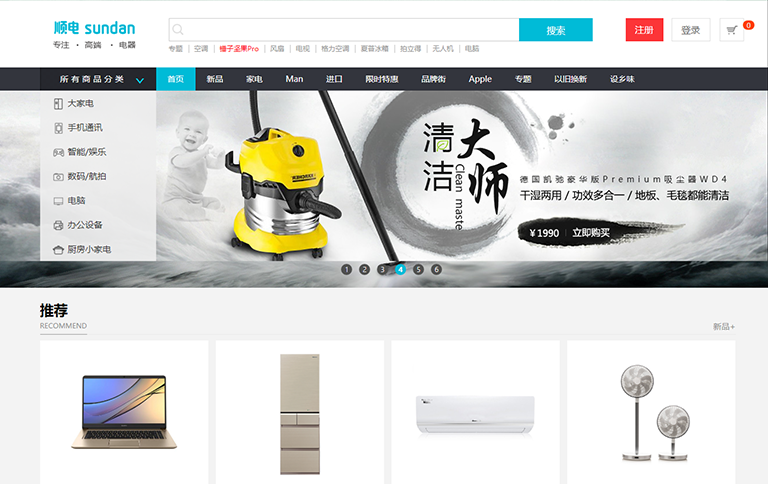 顺电 sundan
专注 · 高端 · 电器
搜索
注册
登录
0
专题 | 空调 | 柚子坚果Pro | 风扇 | 电视 | 格力空调 | 夏普冰箱 | 拍立得 | 无人机 | 电脑
所有商品分类
首页 新品 家电 Man 进口 限时特惠 品牌街 Apple 专题 以旧换新 设乡味
大家电
手机通讯
智能/娱乐
数码/航拍
电脑
办公设备
厨房小家电
清洁
大师
Clean maste
德国凯驰豪华版Premium吸尘器WD4
干湿两用 / 功效多合一 / 地板、毛毯都能清洁
¥1990 | 立即购买
1 2 3 4 5 6
推荐
RECOMMEND
新品+